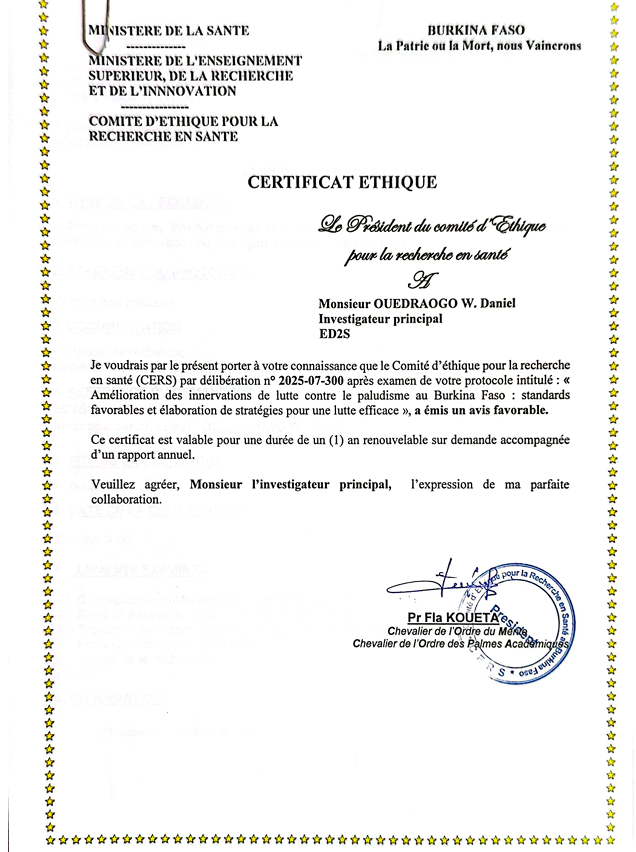 MINISTERE DE LA SANTE
--------------
MINISTERE DE L'ENSEIGNEMENT
SUPERIEUR, DE LA RECHERCHE
ET DE L'INNNOVATION
----------------
COMITE D'ETHIQUE POUR LA
RECHERCHE EN SANTE
BURKINA FASO
La Patrie ou la Mort, nous Vaincrons
CERTIFICAT ETHIQUE
Le Président du comité d'Ethique
pour la recherche en santé
A
Monsieur OUEDRAOGO W. Daniel
Investigateur principal
ED2S
Je voudrais par le présent porter à votre connaissance que le Comité d'éthique pour la recherche
en santé (CERS) par délibération n° 2025-07-300 après examen de votre protocole intitulé : «
Amélioration des innervations de lutte contre le paludisme au Burkina Faso : standards
favorables et élaboration de stratégies pour une lutte efficace », a émis un avis favorable.
Ce certificat est valable pour une durée de un (1) an renouvelable sur demande accompagnée
d'un rapport annuel.
Veuillez agréer, Monsieur l'investigateur principal, l'expression de ma parfaite
collaboration.
Pr Fla KOUETA
Chevalier de l'Ordre du Mérite
Chevalier de l'Ordre des Palmes Académiques
pour la Recherche en Santé au Burkina Faso
Président
CERS